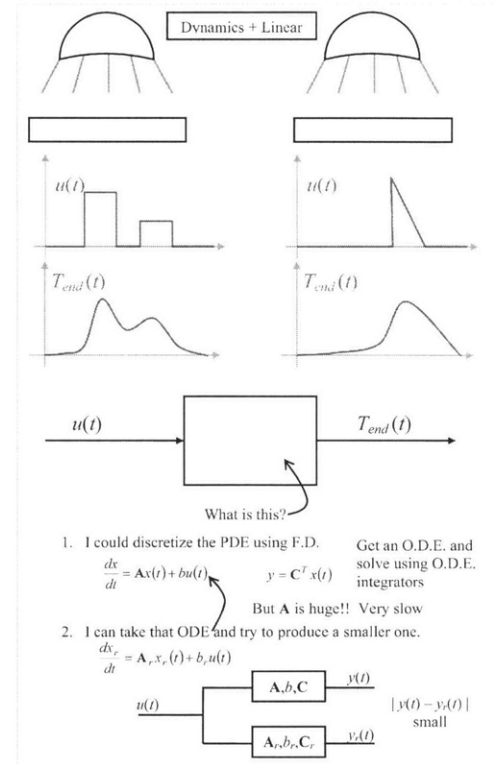 Dynamics + Linear
u(t) u(t)
T_end(t) T_end(t)
u(t) T_end(t)
What is this?
1. I could discretize the PDE using F.D. Get an O.D.E. and
solve using O.D.E.
integrators
dx/dt = Ax(t) + bu(t) y = C^T x(t)
But A is huge!! Very slow
2. I can take that ODE and try to produce a smaller one.
dx_r/dt = A_r x_r(t) + b_r u(t)
u(t) A,b,C y(t) |y(t) − y_r(t)|
small
A_r,b_r,C_r y_r(t)